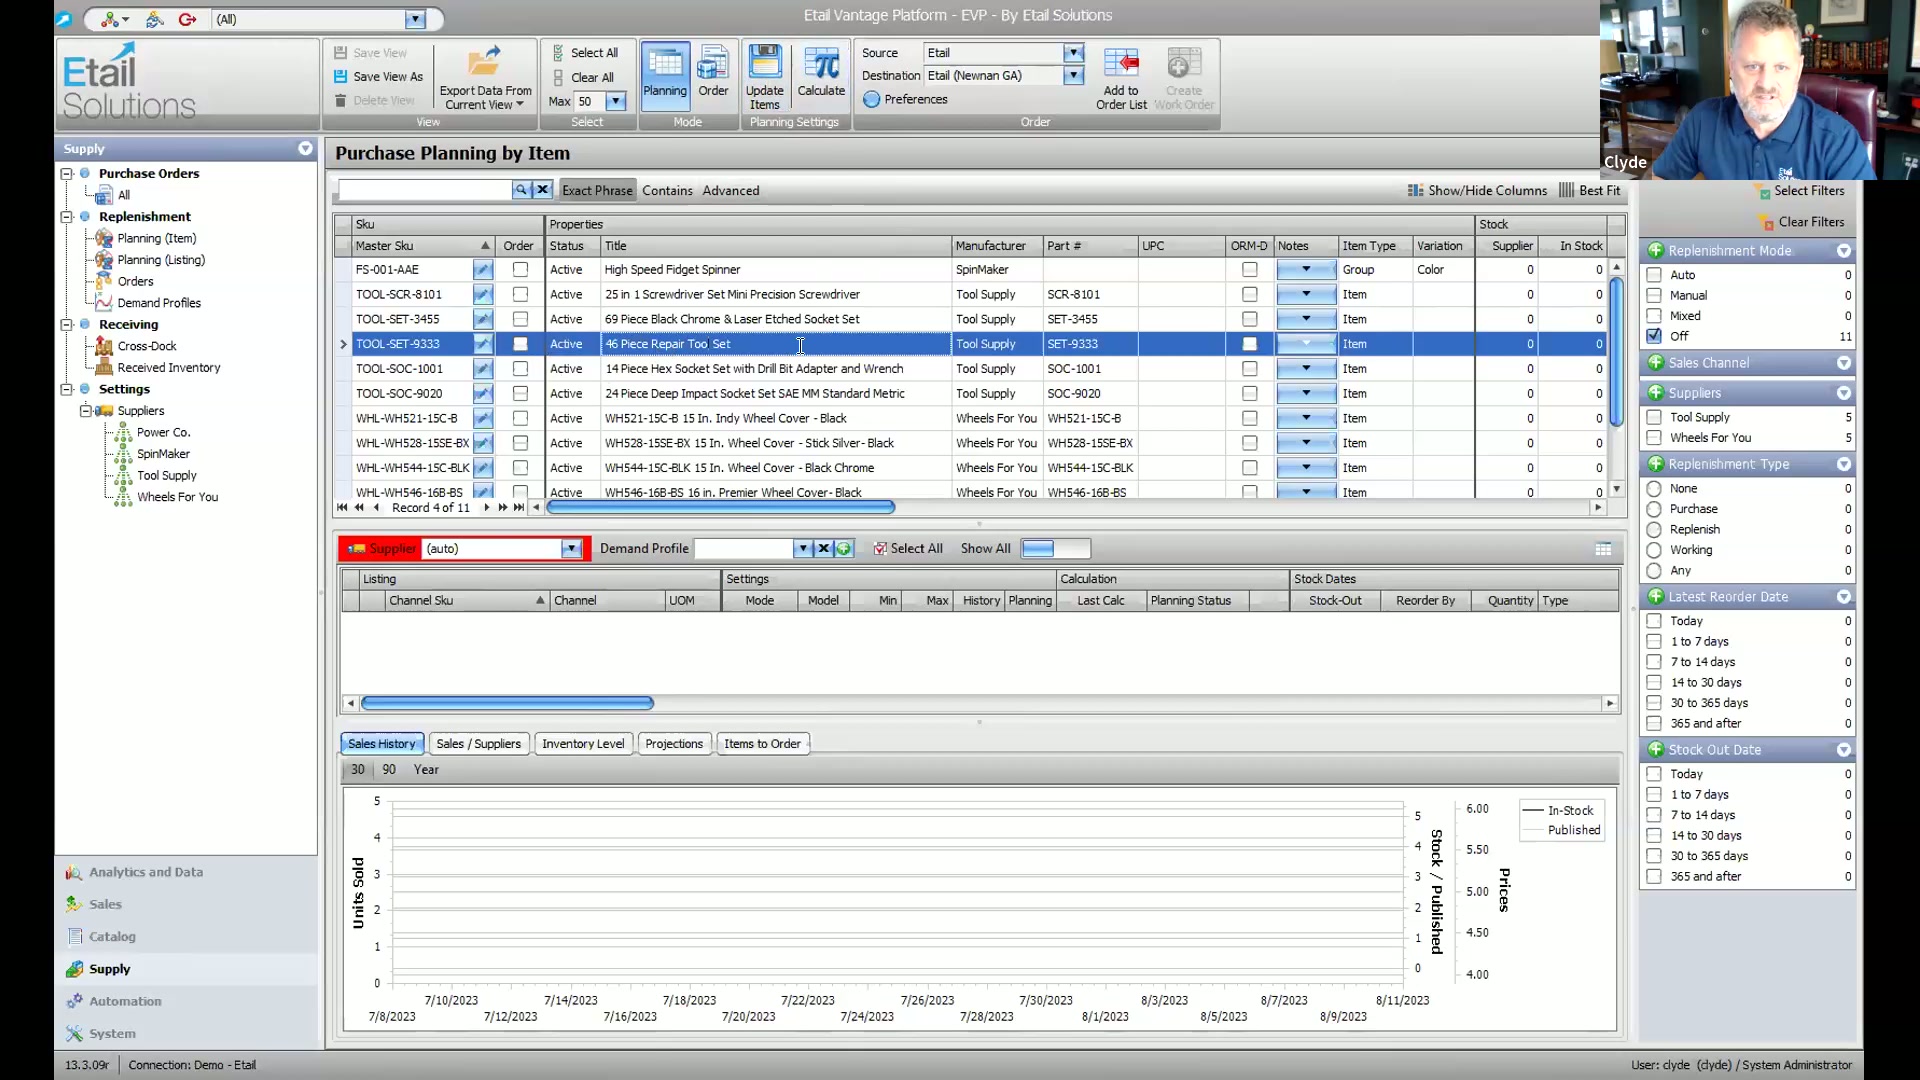 (All)
Etail Vantage Platform - EVP - By Etail Solutions
Etail
Solutions
Save View
Save View As
Delete View
Export Data From
Current View
View
Select All
Clear All
Max 50
Select
Planning
Order
Mode
Update
Items
Calculate
Planning Settings
Source Etail
Destination Etail (Newnan GA)
Preferences
Add to
Order List
Create
Work Order
Order
Clyde
Supply
Purchase Orders
All
Replenishment
Planning (Item)
Planning (Listing)
Orders
Demand Profiles
Receiving
Cross-Dock
Received Inventory
Settings
Suppliers
Power Co.
SpinMaker
Tool Supply
Wheels For You
Analytics and Data
Sales
Catalog
Supply
Automation
System
Purchase Planning by Item
Exact Phrase Contains Advanced Show/Hide Columns Best Fit
Sku Properties Stock
Master Sku Order Status Title Manufacturer Part # UPC ORM-D Notes Item Type Variation Supplier In Stock
FS-001-AAE Active High Speed Fidget Spinner SpinMaker Group Color 0 0
TOOL-SCR-8101 Active 25 in 1 Screwdriver Set Mini Precision Screwdriver Tool Supply SCR-8101 Item 0 0
TOOL-SET-3455 Active 69 Piece Black Chrome & Laser Etched Socket Set Tool Supply SET-3455 Item 0 0
TOOL-SET-9333 Active 46 Piece Repair Tool Set Tool Supply SET-9333 Item 0 0
TOOL-SOC-1001 Active 14 Piece Hex Socket Set with Drill Bit Adapter and Wrench Tool Supply SOC-1001 Item 0 0
TOOL-SOC-9020 Active 24 Piece Deep Impact Socket Set SAE MM Standard Metric Tool Supply SOC-9020 Item 0 0
WHL-WH521-15C-B Active WH521-15C-B 15 In. Indy Wheel Cover - Black Wheels For You WH521-15C-B Item 0 0
WHL-WH528-15SE-BX Active WH528-15SE-BX 15 In. Wheel Cover - Stick Silver- Black Wheels For You WH528-15SE-BX Item 0 0
WHL-WH544-15C-BLK Active WH544-15C-BLK 15 In. Wheel Cover - Black Chrome Wheels For You WH544-15C-BLK Item 0 0
WHL-WH546-16B-BS Active WH546-16B-BS 16 in. Premier Wheel Cover- Black Wheels For You WH546-16B-BS Item 0 0
Record 4 of 11
Supplier (auto) Demand Profile Select All Show All
Listing Settings Calculation Stock Dates
Channel Sku Channel UOM Mode Model Min Max History Planning Last Calc Planning Status Stock-Out Reorder By Quantity Type
Sales History Sales / Suppliers Inventory Level Projections Items to Order
30 90 Year
Units Sold
5
4
3
2
1
0
7/10/2023 7/14/2023 7/18/2023 7/22/2023 7/26/2023 7/30/2023 8/3/2023 8/7/2023 8/11/2023
7/8/2023 7/12/2023 7/16/2023 7/20/2023 7/24/2023 7/28/2023 8/1/2023 8/5/2023 8/9/2023
5
4
3
2
1
0
Stock / Published
6.00
5.50
5.00
4.50
4.00
Prices
In-Stock
Published
Select Filters
Clear Filters
Replenishment Mode
Auto 0
Manual 0
Mixed 0
Off 11
Sales Channel
Suppliers
Tool Supply 5
Wheels For You 5
Replenishment Type
None 0
Purchase 0
Replenish 0
Working 0
Any 0
Latest Reorder Date
Today 0
1 to 7 days 0
7 to 14 days 0
14 to 30 days 0
30 to 365 days 0
365 and after 0
Stock Out Date
Today 0
1 to 7 days 0
7 to 14 days 0
14 to 30 days 0
30 to 365 days 0
365 and after 0
13.3.09r Connection: Demo - Etail User: clyde (clyde) / System Administrator